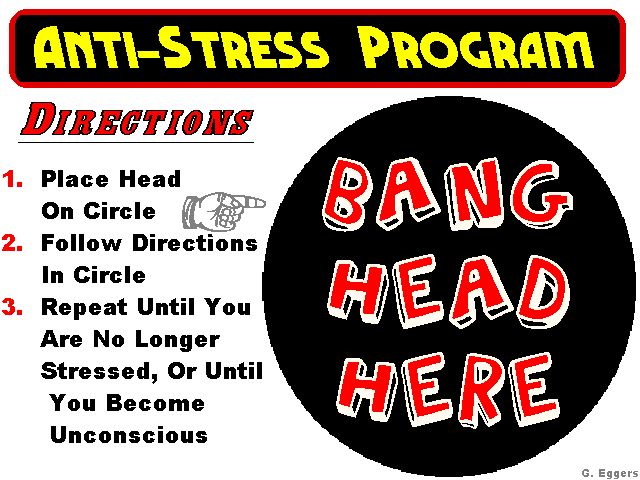 ANTI-STRESS PROGRAM
DIRECTIONS
1. Place Head
On Circle
2. Follow Directions
In Circle
3. Repeat Until You
Are No Longer
Stressed, Or Until
You Become
Unconscious
BANG
HEAD
HERE
G. Eggers